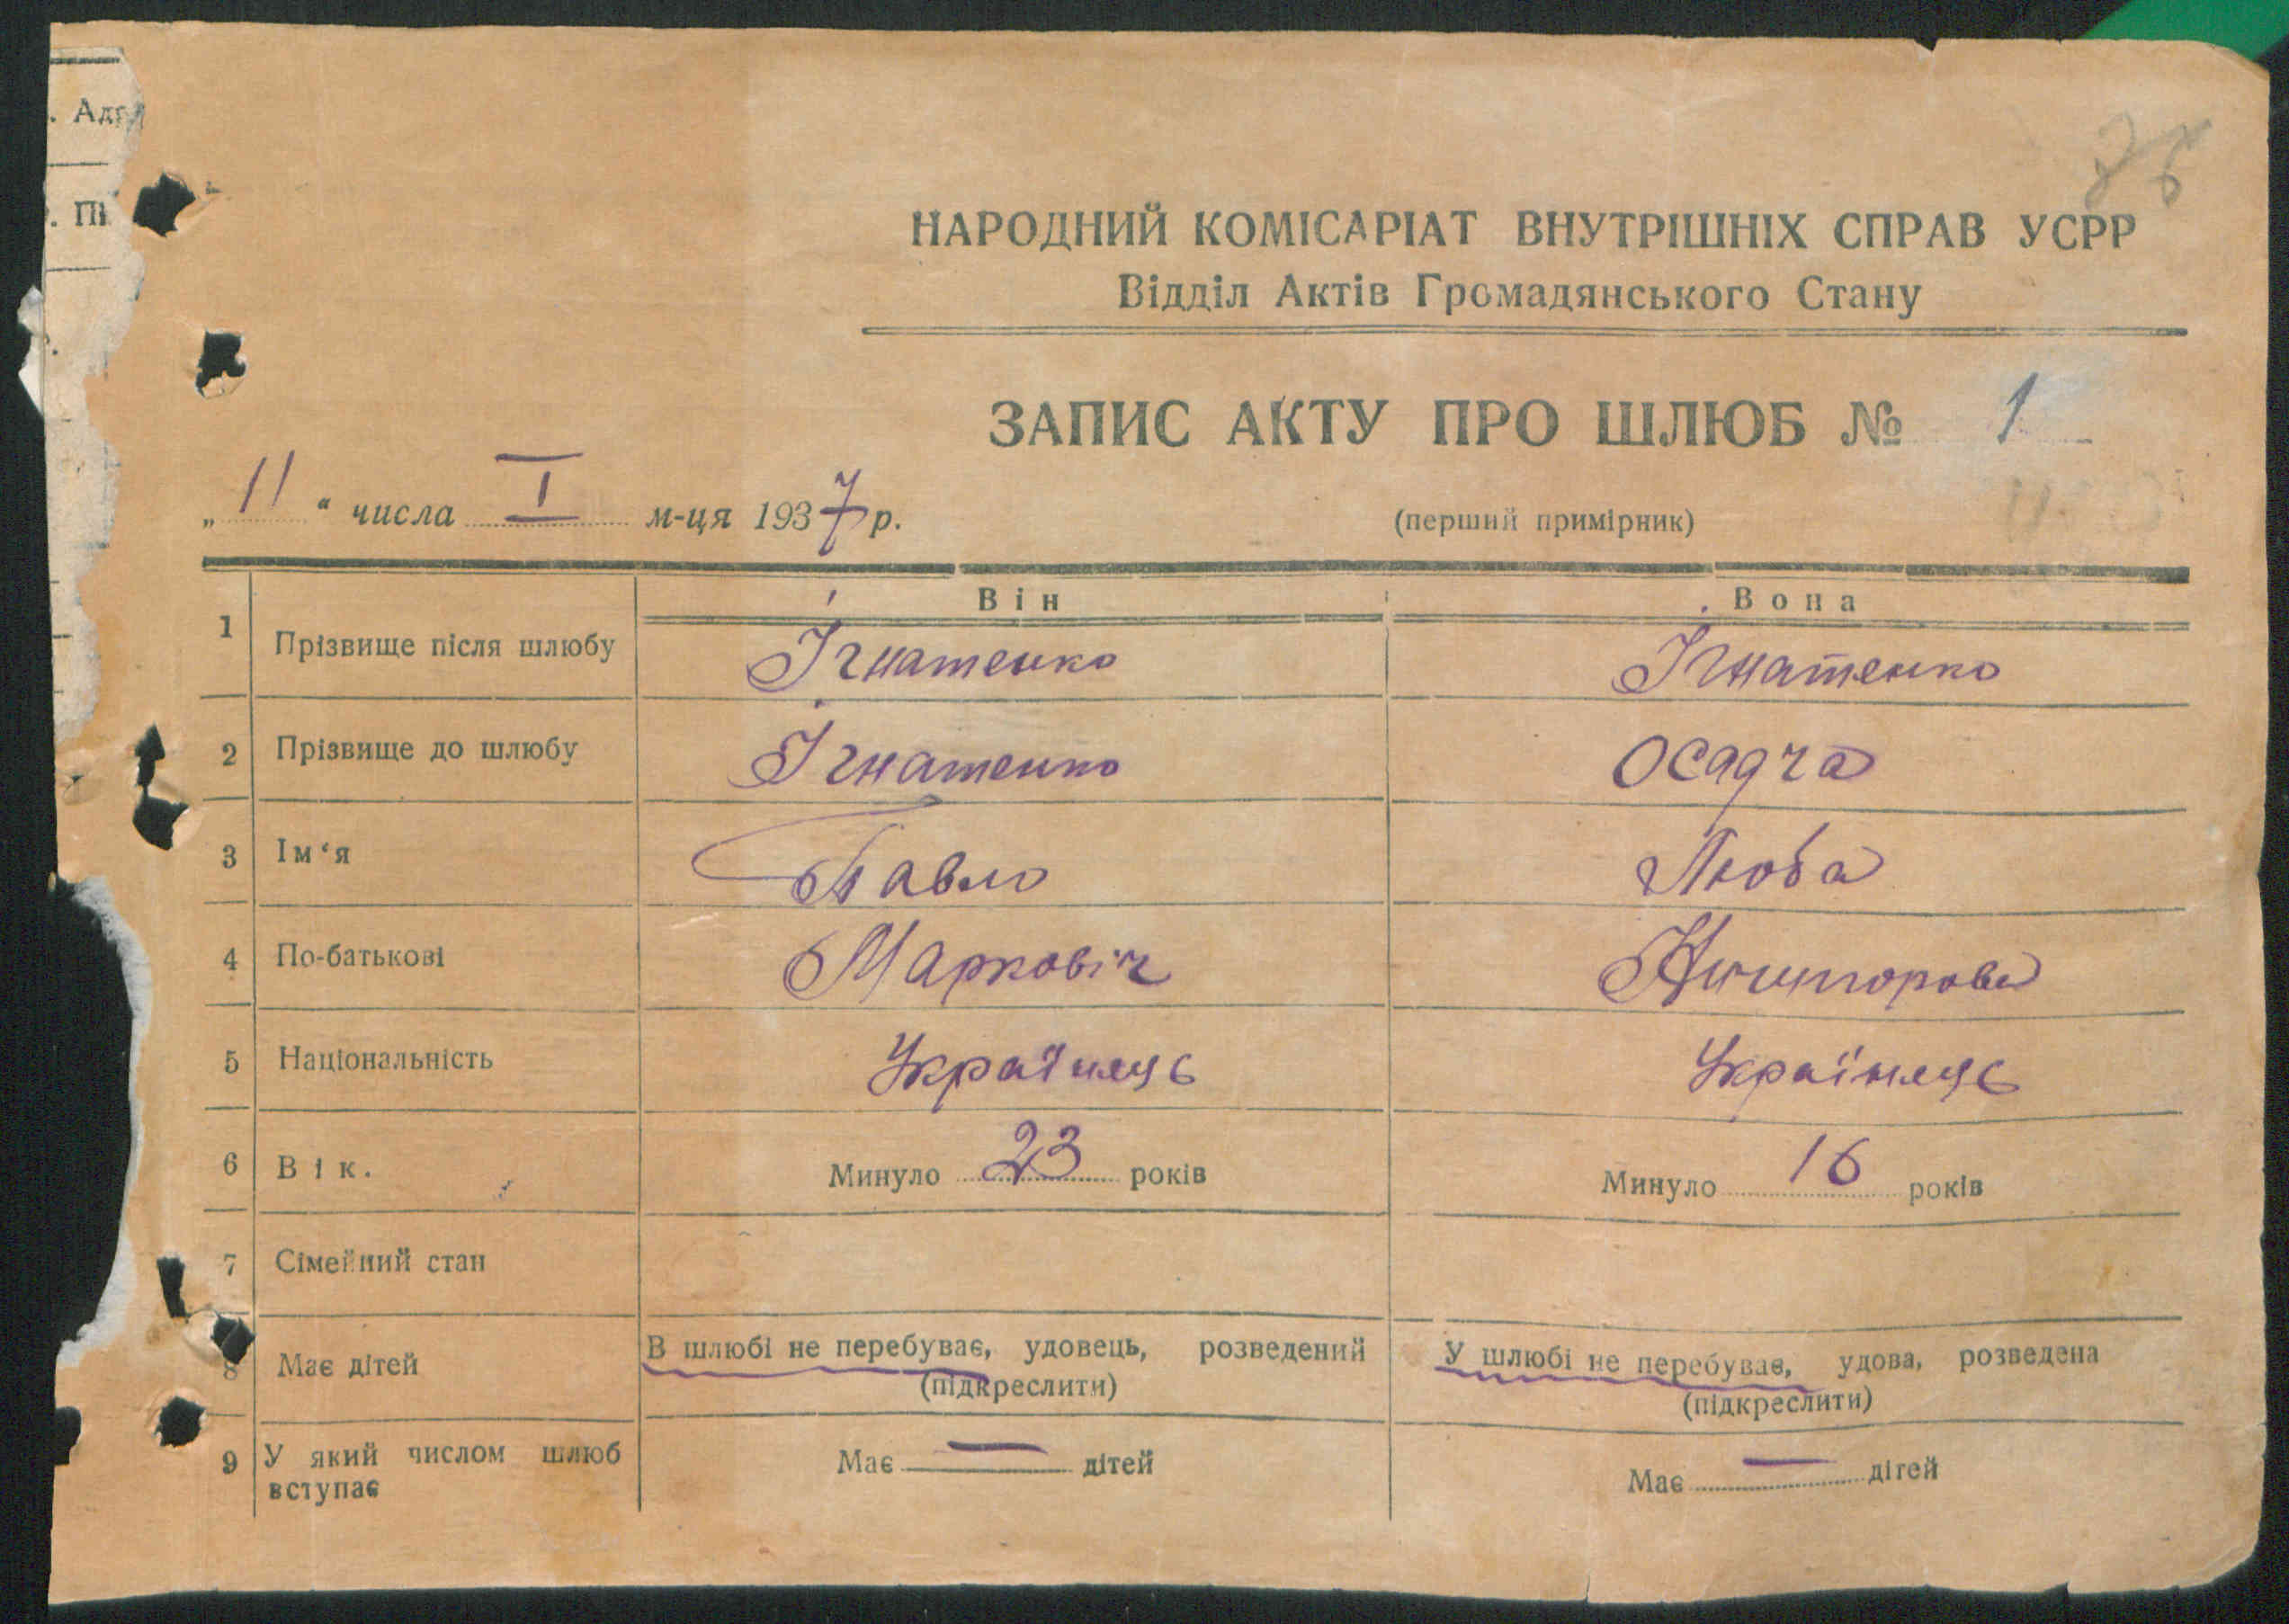 . Адр
. Пі
НАРОДНИЙ КОМІСАРІАТ ВНУТРІШНІХ СПРАВ УСРР
Відділ Актів Громадянського Стану
ЗАПИС АКТУ ПРО ШЛЮБ № 1
„ 11 “ числа I м-ця 1937 р.
(перший примірник)
Він Вона
1 Прізвище після шлюбу Ігнатенко Ігнатенко
2 Прізвище до шлюбу Ігнатенко Осадча
3 Ім‘я Павло Люба
4 По-батькові Марковіч
5 Національність Українець Українець
6 Вік. Минуло 23 років Минуло 16 років
7 Сімейний стан
8 Має дітей В шлюбі не перебуває, удовець, розведений У шлюбі не перебуває, удова, розведена
(підкреслити) (підкреслити)
9 У який числом шлюб вступає Має — дітей Має — дітей